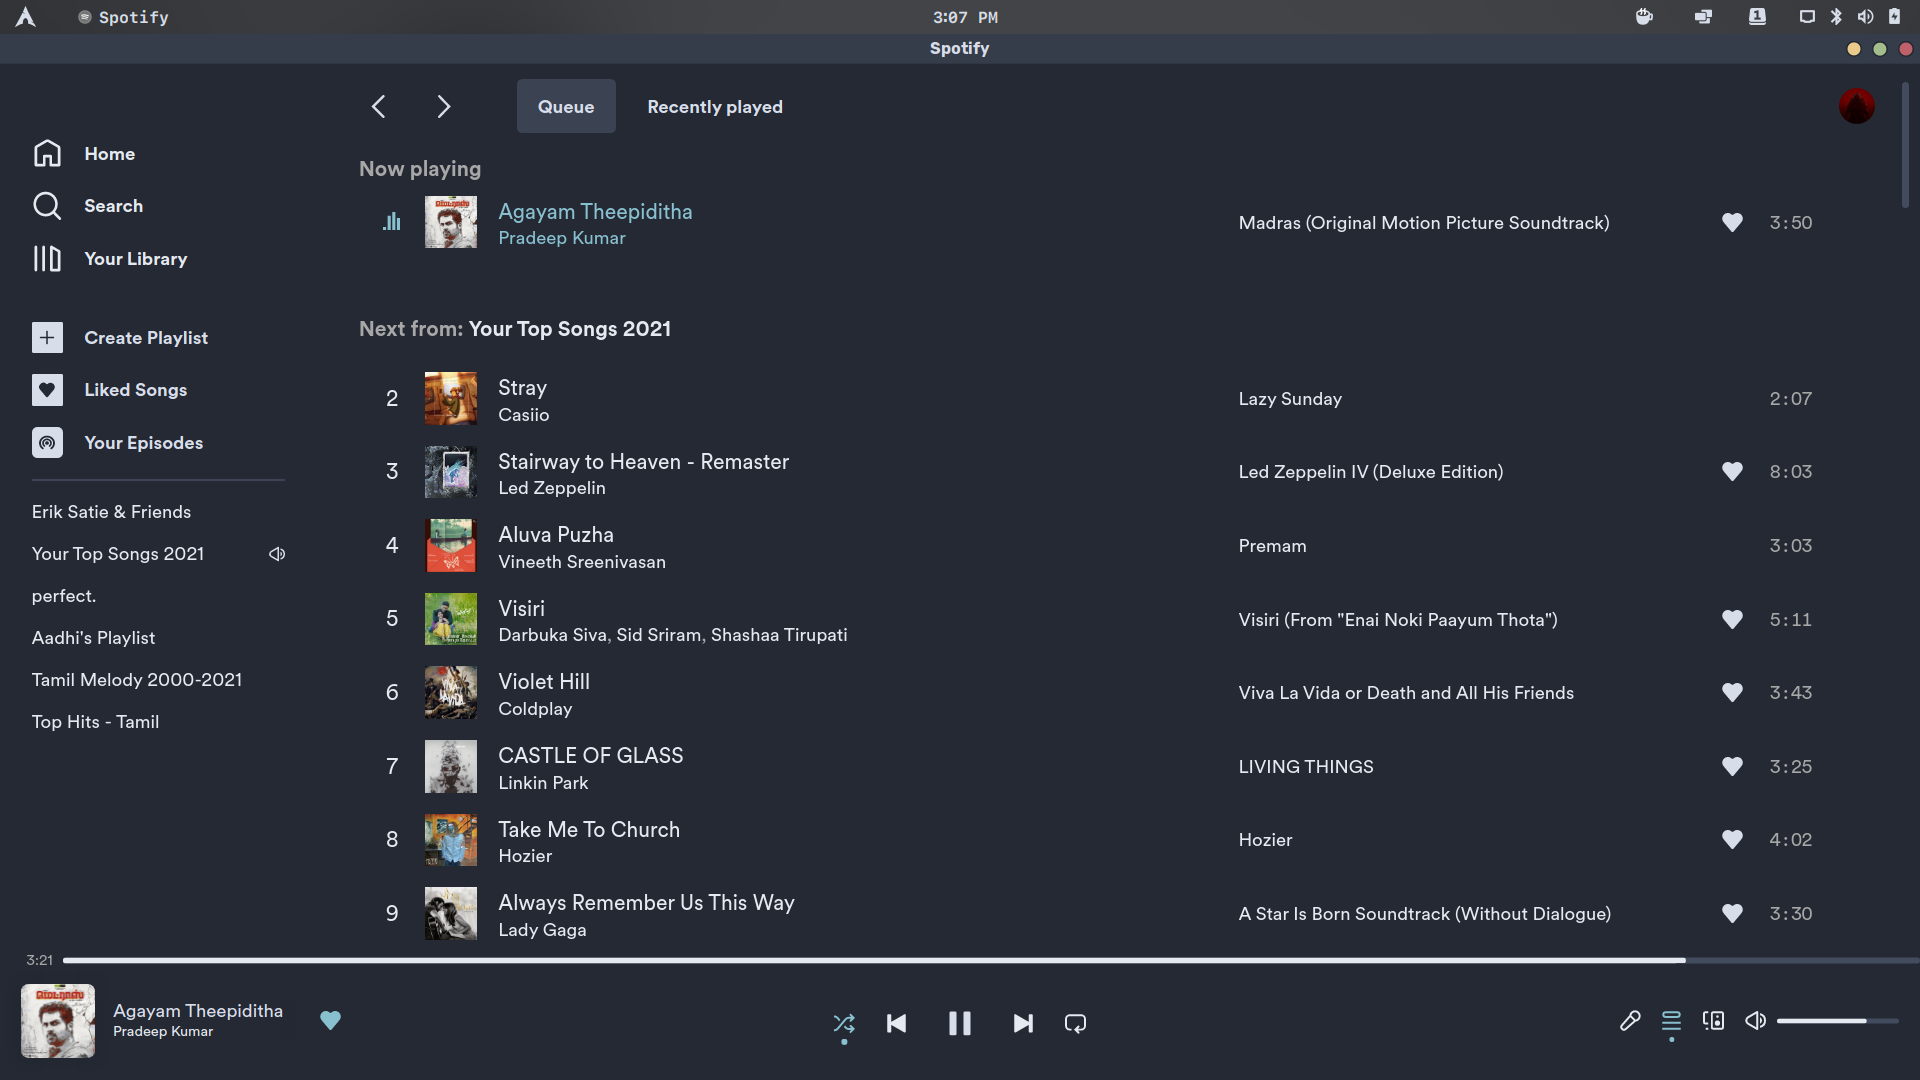 Spotify
3:07 PM
1
Spotify
Queue
Recently played
Home
Search
Your Library
Create Playlist
Liked Songs
Your Episodes
Erik Satie & Friends
Your Top Songs 2021
perfect.
Aadhi's Playlist
Tamil Melody 2000-2021
Top Hits - Tamil
Now playing
Agayam Theepiditha
Pradeep Kumar
Madras (Original Motion Picture Soundtrack)
3:50
Next from: Your Top Songs 2021
2
Stray
Casiio
Lazy Sunday
2:07
3
Stairway to Heaven - Remaster
Led Zeppelin
Led Zeppelin IV (Deluxe Edition)
8:03
4
Aluva Puzha
Vineeth Sreenivasan
Premam
3:03
5
Visiri
Darbuka Siva, Sid Sriram, Shashaa Tirupati
Visiri (From "Enai Noki Paayum Thota")
5:11
6
Violet Hill
Coldplay
Viva La Vida or Death and All His Friends
3:43
7
CASTLE OF GLASS
Linkin Park
LIVING THINGS
3:25
8
Take Me To Church
Hozier
Hozier
4:02
9
Always Remember Us This Way
Lady Gaga
A Star Is Born Soundtrack (Without Dialogue)
3:30
3:21
மெட்ராஸ்
Agayam Theepiditha
Pradeep Kumar